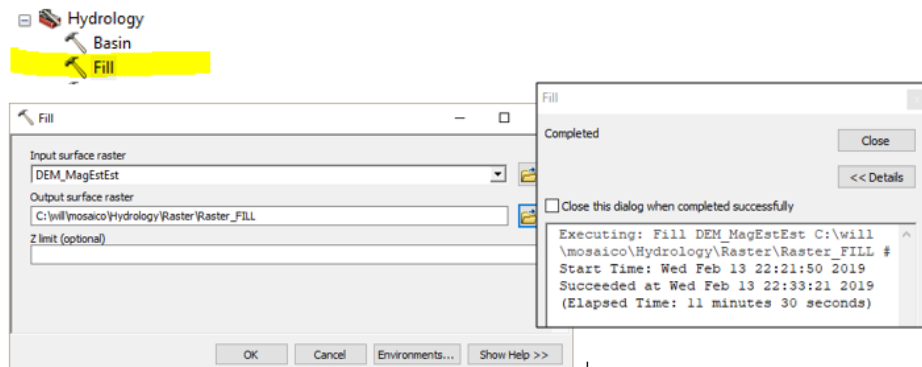 Hydrology
Basin
Fill
Fill
Input surface raster
DEM_MagEstEst
Output surface raster
C:\will\mosaico\Hydrology\Raster\Raster_FILL
Z limit (optional)
OK
Cancel
Environments...
Show Help >>
Fill
Completed
Close
<< Details
Close this dialog when completed successfully
Executing: Fill DEM_MagEstEst C:\will
\mosaico\Hydrology\Raster\Raster_FILL #
Start Time: Wed Feb 13 22:21:50 2019
Succeeded at Wed Feb 13 22:33:21 2019
(Elapsed Time: 11 minutes 30 seconds)